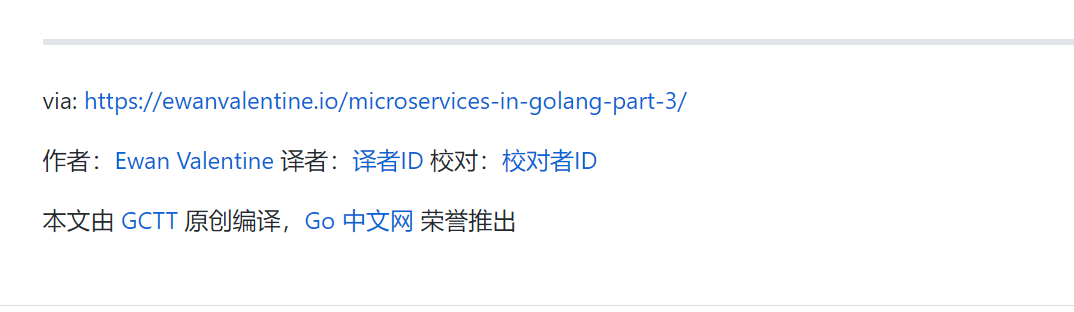 via: https://ewanvalentine.io/microservices-in-golang-part-3/
作者：Ewan Valentine 译者：译者ID 校对：校对者ID
本文由 GCTT 原创编译，Go 中文网 荣誉推出